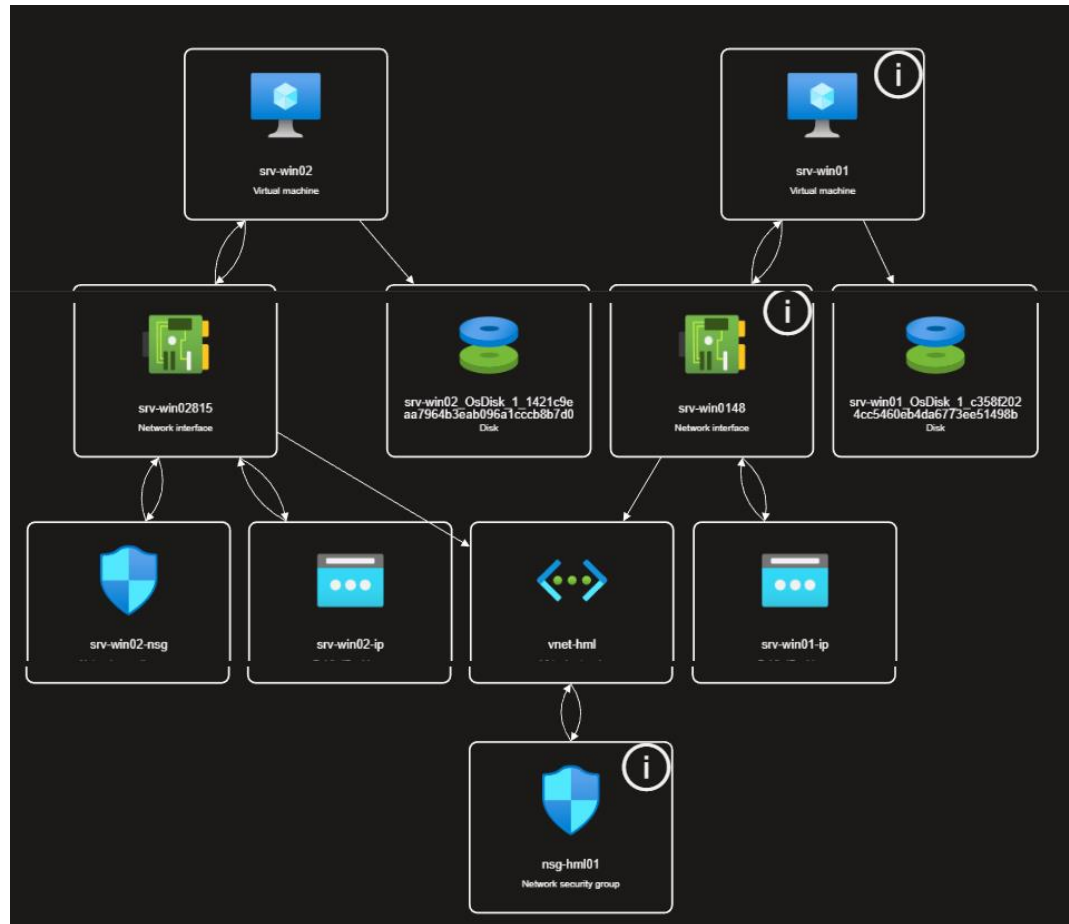 srv-win02
Virtual machine
i
srv-win01
Virtual machine
srv-win02815
Network interface
srv-win02_OsDisk_1_1421c9e
aa7964b3eab096a1cccb8b7d0
Disk
i
srv-win0148
Network interface
srv-win01_OsDisk_1_c358f202
4cc5460eb4da6773ee51498b
Disk
srv-win02-nsg
srv-win02-ip
vnet-hml
srv-win01-ip
i
nsg-hml01
Network security group